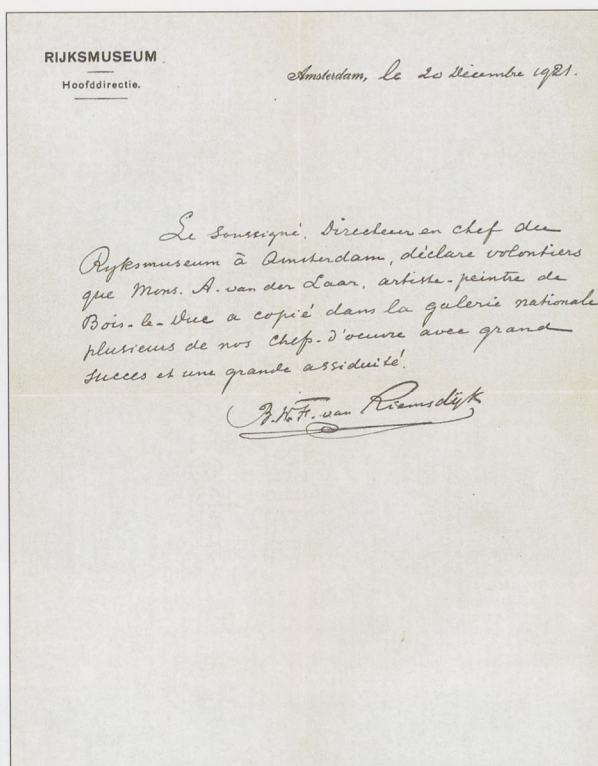 RIJKSMUSEUM
Hoofddirectie.
Amsterdam, le 20 Décembre 1921.
Le Soussigné, Directeur en chef du
Ryksmuseum à Amsterdam, déclare volontiers
que Mons. A. van der Laar, artiste-peintre de
Bois-le-Duc a copié dans la galerie nationale
plusieurs de nos chefs-d'oeuvre avec grand
succes et une grande assiduité.
B.W.F. van Riemsdijk